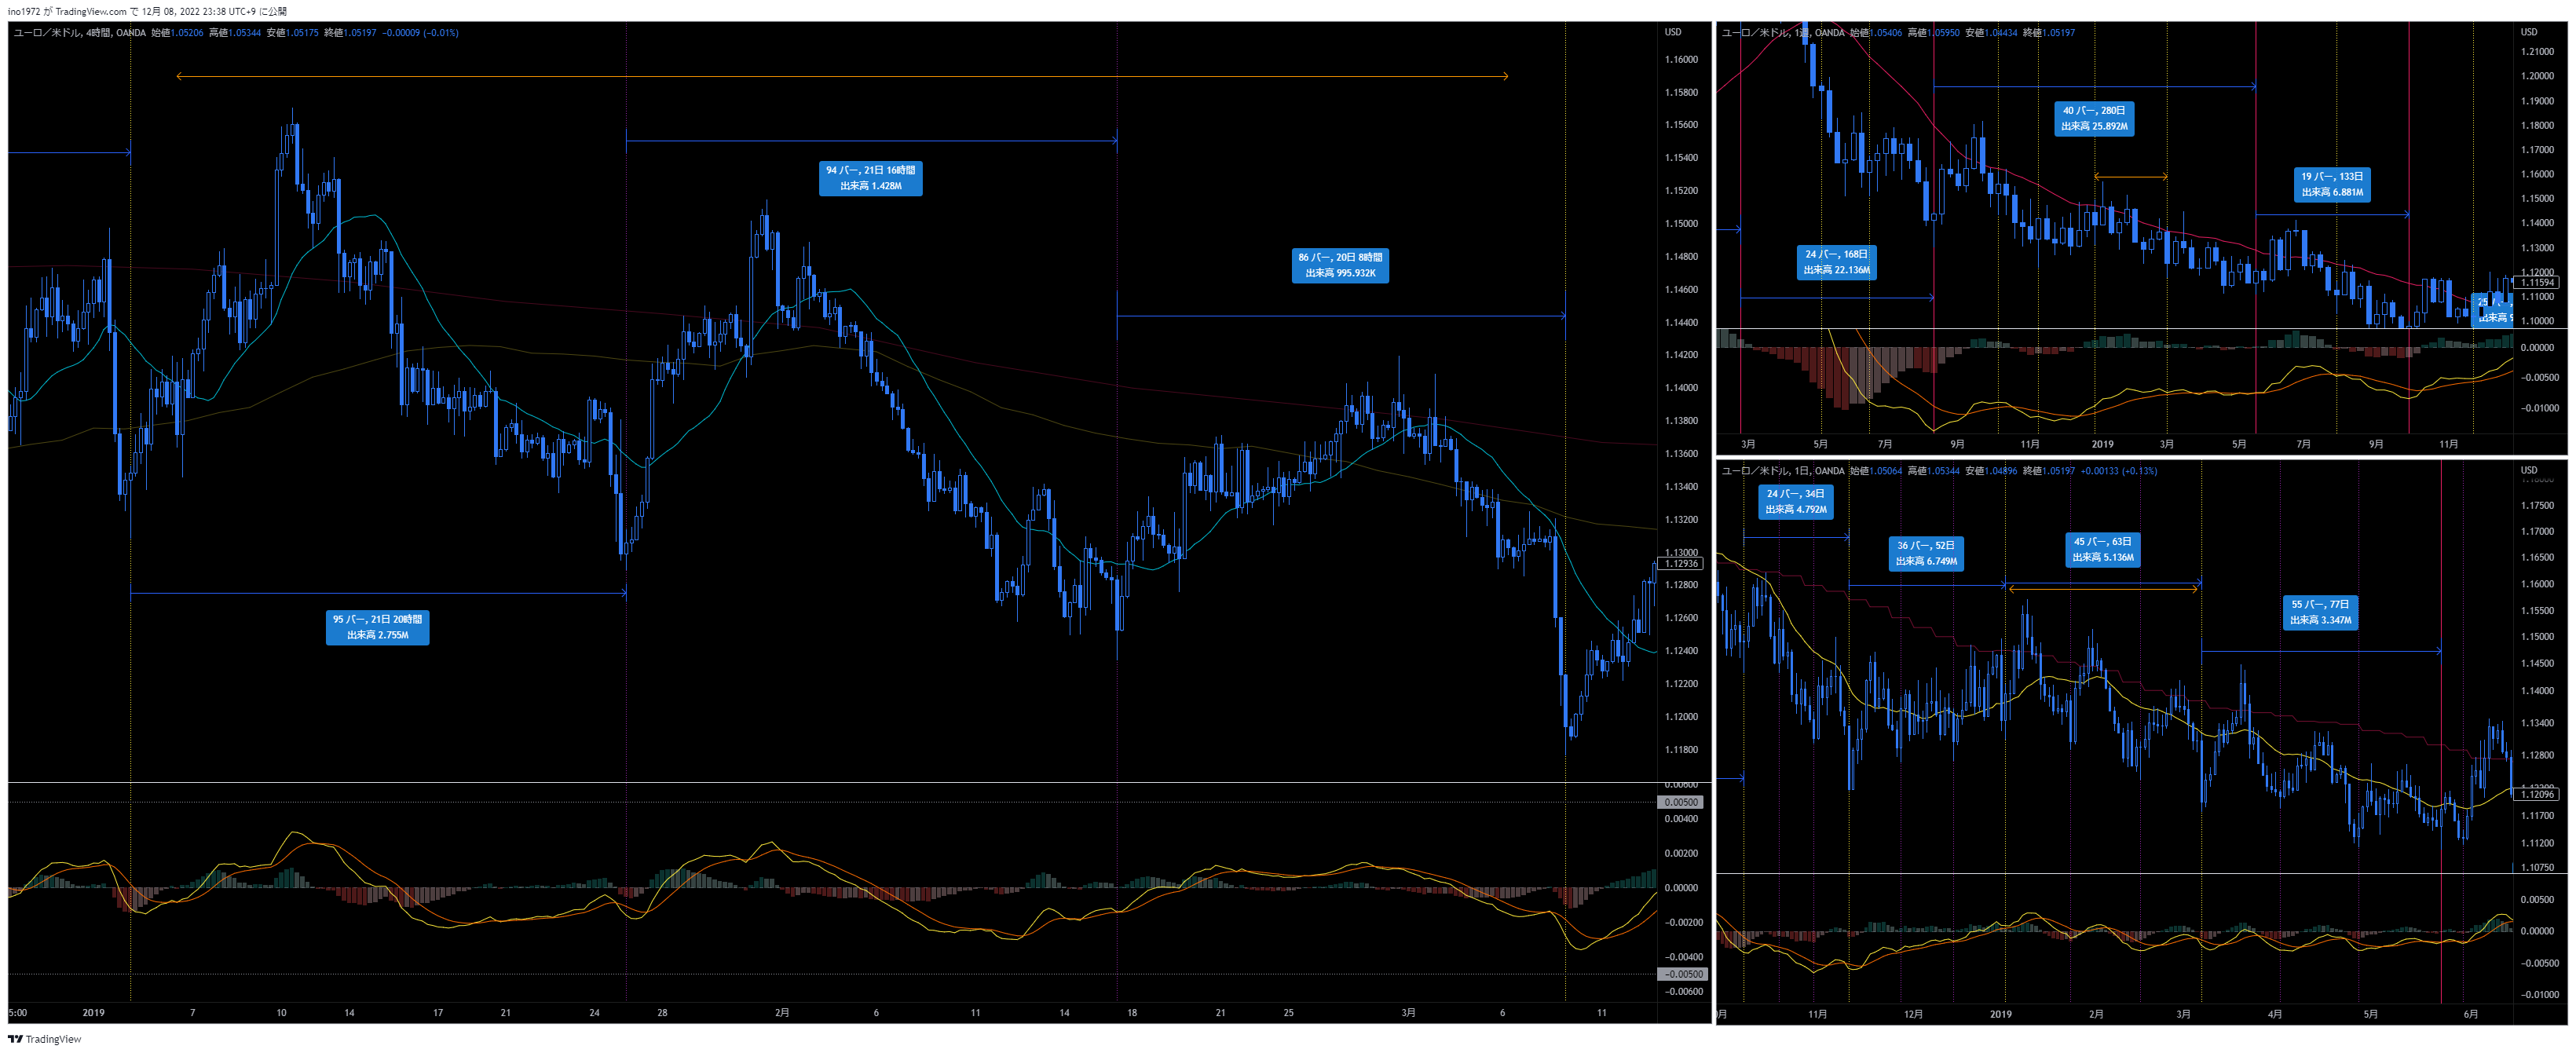 ino1972 が TradingView.com で 12月 08, 2022 23:38 UTC+9 に公開
ユーロ／米ドル, 4時間, OANDA 始値1.05206 高値1.05344 安値1.05175 終値1.05197 −0.00009 (−0.01%)
USD
1.16000
1.15800
1.15600
1.15400
1.15200
1.15000
1.14800
1.14600
1.14400
1.14200
1.14000
1.13800
1.13600
1.13400
1.13200
1.13000
1.12936
1.12800
1.12600
1.12400
1.12200
1.12000
1.11800
94 バー, 21日 16時間
出来高 1.428M
86 バー, 20日 8時間
出来高 995.932K
95 バー, 21日 20時間
出来高 2.755M
0.00600
0.00500
0.00400
0.00200
0.00000
−0.00200
−0.00400
−0.00500
−0.00600
5:00 2019 7 10 14 17 21 24 28 2月 6 11 14 18 21 25 3月 6 11
ユーロ／米ドル, 1週, OANDA 始値1.05406 高値1.05950 安値1.04434 終値1.05197
USD
1.21000
1.20000
1.19000
1.18000
1.17000
1.16000
1.15000
1.14000
1.13000
1.12000
1.11594
1.11000
1.10000
40 バー, 280日
出来高 25.892M
19 バー, 133日
出来高 6.881M
24 バー, 168日
出来高 22.136M
出来高
0.00000
−0.00500
−0.01000
3月 5月 7月 9月 11月 2019 3月 5月 7月 9月 11月
ユーロ／米ドル, 1日, OANDA 始値1.05064 高値1.05344 安値1.04896 終値1.05197 +0.00133 (+0.13%)
USD
1.18000
1.17500
1.17000
1.16500
1.16000
1.15500
1.15000
1.14500
1.14000
1.13400
1.12800
1.12096
1.11700
1.11200
1.10750
24 バー, 34日
出来高 4.792M
36 バー, 52日
出来高 6.749M
45 バー, 63日
出来高 5.136M
55 バー, 77日
出来高 3.347M
0.00500
0.00000
−0.00500
−0.01000
11月 12月 2019 2月 3月 4月 5月 6月
TradingView